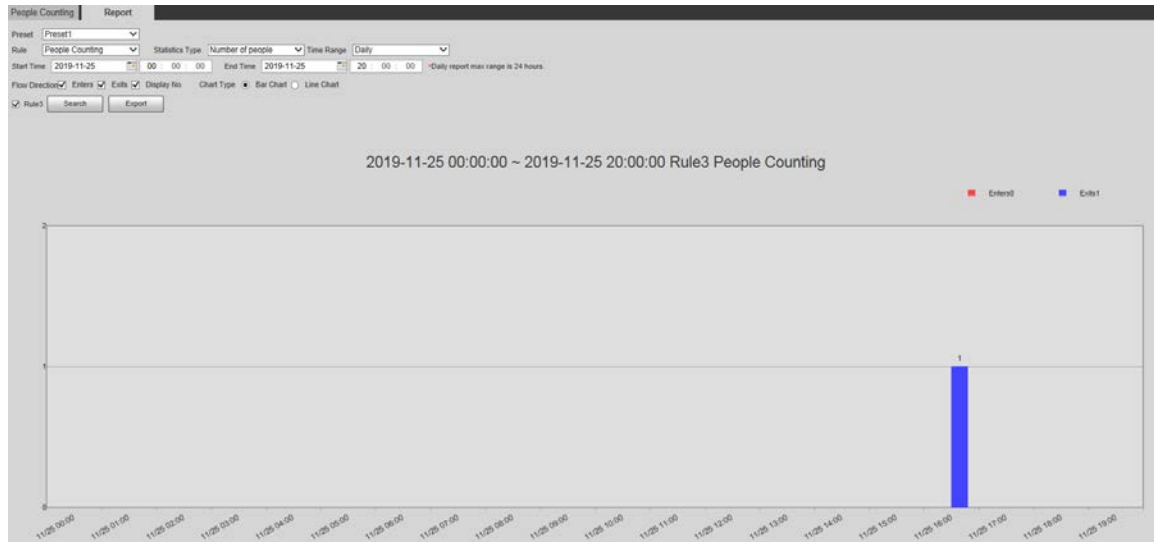 People Counting Report
Preset Preset1
Rule People Counting Statistics Type Number of people Time Range Daily
Start Time 2019-11-25 00 : 00 : 00 End Time 2019-11-25 20 : 00 : 00 *Daily report max range is 24 hours.
Flow Direction Enters Exits Display No. Chart Type Bar Chart Line Chart
Rule3 Search Export
2019-11-25 00:00:00 ~ 2019-11-25 20:00:00 Rule3 People Counting
Enters0 Exits1
2
1
1
0
11/25 00:00 11/25 01:00 11/25 02:00 11/25 03:00 11/25 04:00 11/25 05:00 11/25 06:00 11/25 07:00 11/25 08:00 11/25 09:00 11/25 10:00 11/25 11:00 11/25 12:00 11/25 13:00 11/25 14:00 11/25 15:00 11/25 16:00 11/25 17:00 11/25 18:00 11/25 19:00